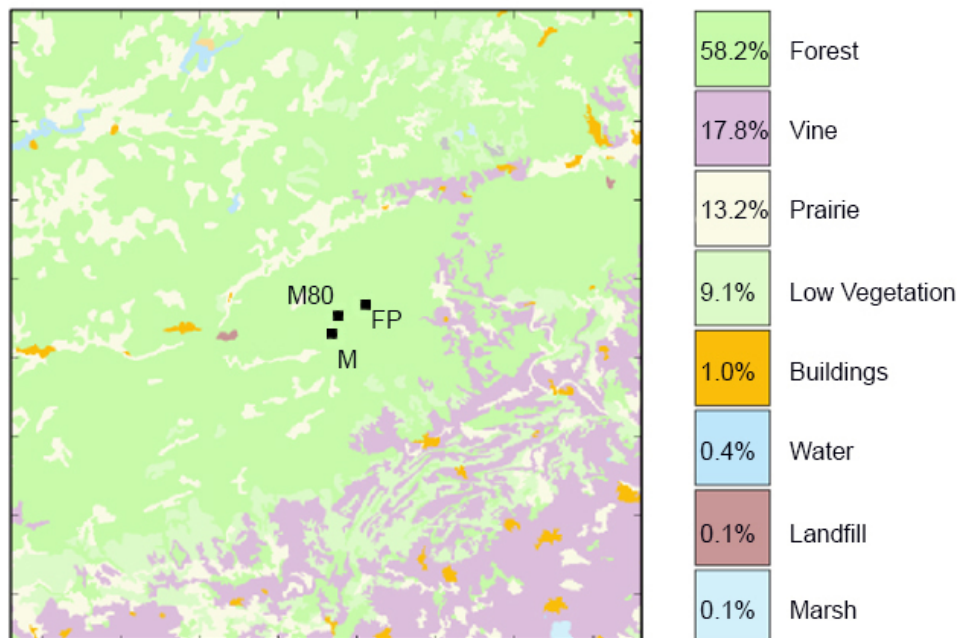 58.2% Forest
17.8% Vine
13.2% Prairie
9.1% Low Vegetation
1.0% Buildings
0.4% Water
0.1% Landfill
0.1% Marsh
M80
FP
M